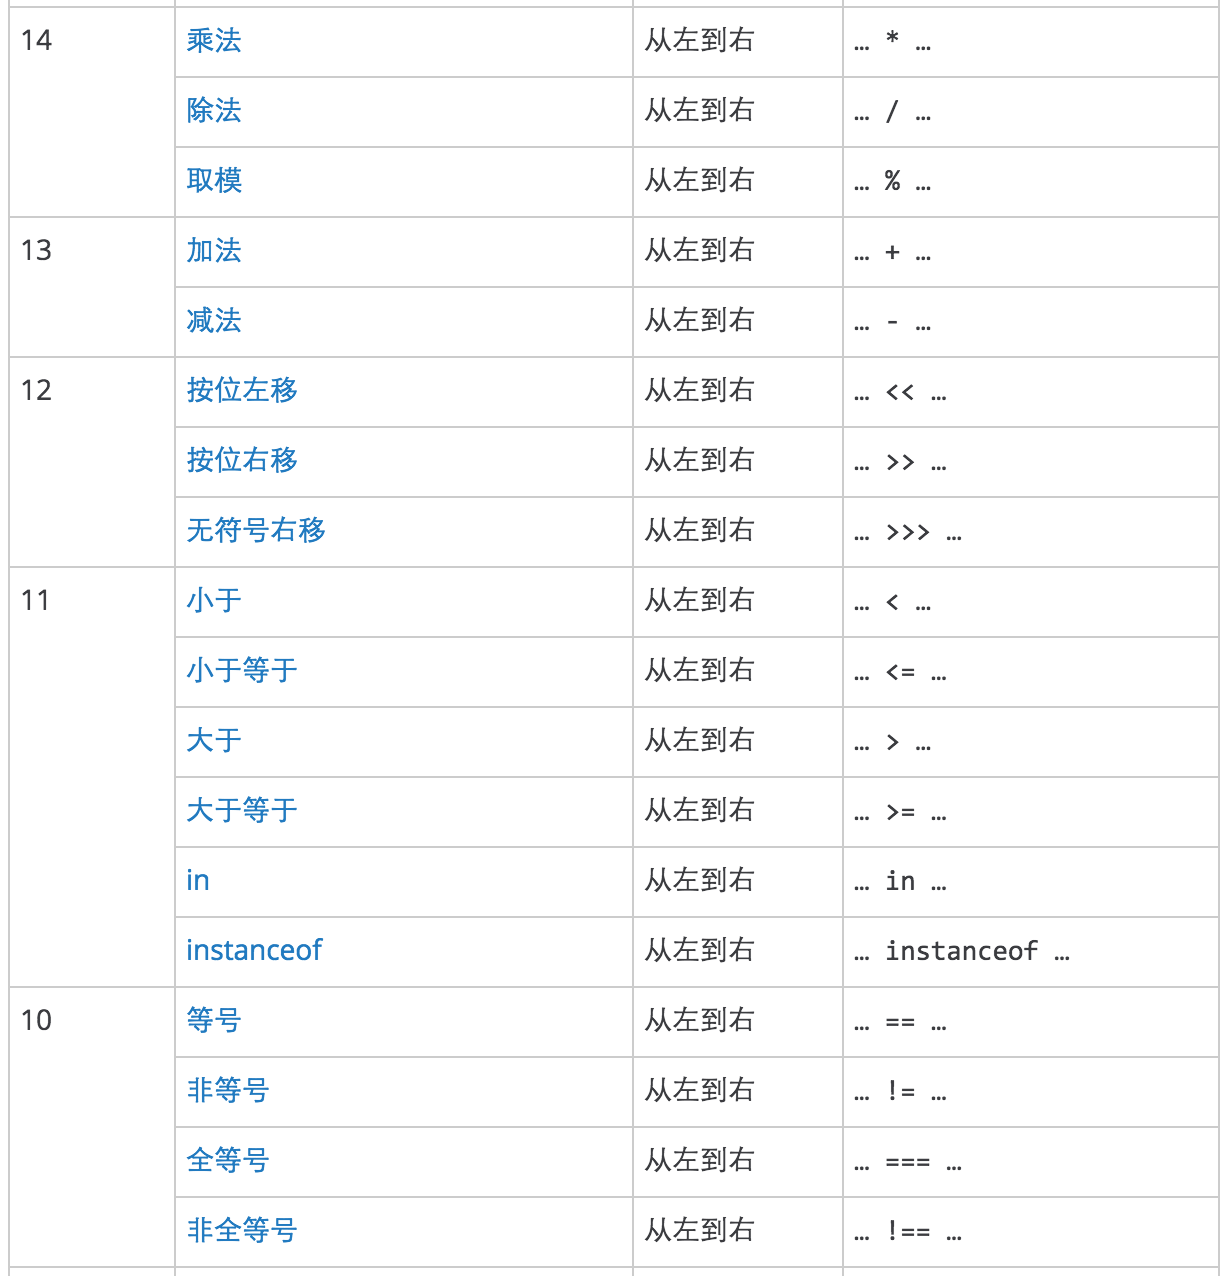 14 乘法 从左到右 … * …
除法 从左到右 … / …
取模 从左到右 … % …
13 加法 从左到右 … + …
减法 从左到右 … - …
12 按位左移 从左到右 … << …
按位右移 从左到右 … >> …
无符号右移 从左到右 … >>> …
11 小于 从左到右 … < …
小于等于 从左到右 … <= …
大于 从左到右 … > …
大于等于 从左到右 … >= …
in 从左到右 … in …
instanceof 从左到右 … instanceof …
10 等号 从左到右 … == …
非等号 从左到右 … != …
全等号 从左到右 … === …
非全等号 从左到右 … !== …